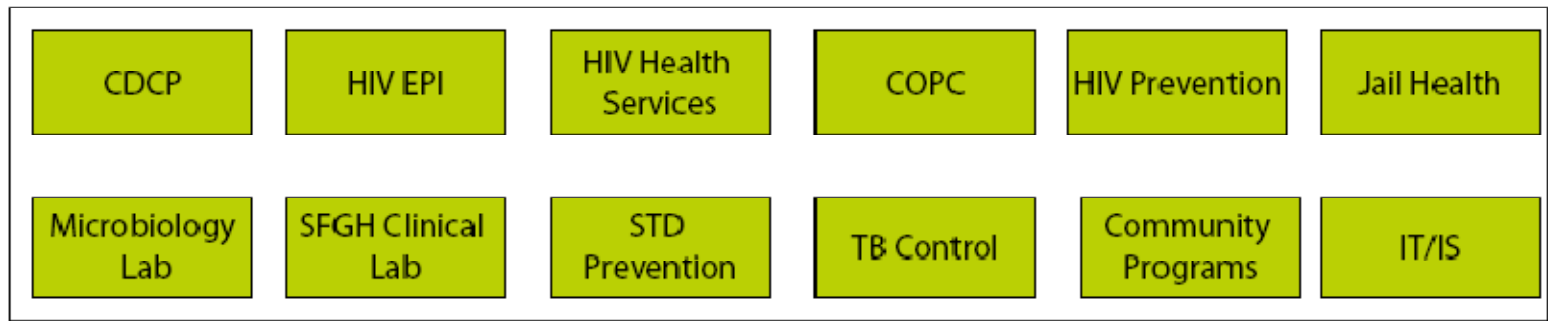 CDCP
HIV EPI
HIV Health
Services
COPC
HIV Prevention
Jail Health
Microbiology
Lab
SFGH Clinical
Lab
STD
Prevention
TB Control
Community
Programs
IT/IS